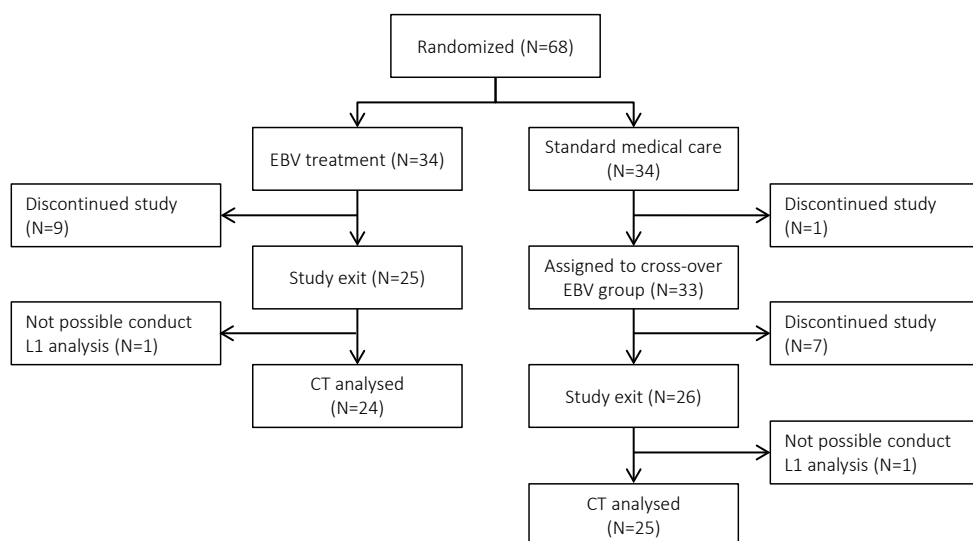 Randomized (N=68)
EBV treatment (N=34)
Standard medical care
(N=34)
Discontinued study
(N=9)
Discontinued study
(N=1)
Study exit (N=25)
Assigned to cross-over
EBV group (N=33)
Not possible conduct
L1 analysis (N=1)
Discontinued study
(N=7)
CT analysed
(N=24)
Study exit (N=26)
Not possible conduct
L1 analysis (N=1)
CT analysed
(N=25)